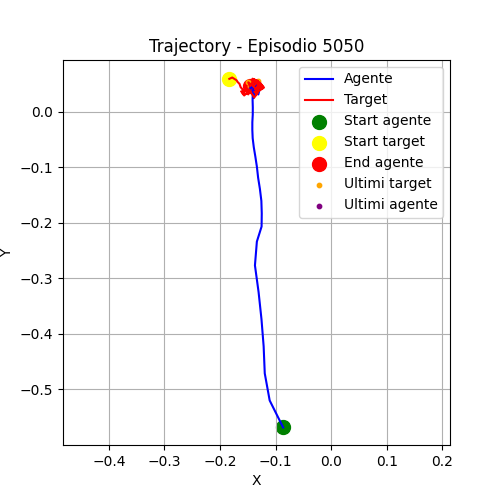 Trajectory - Episodio 5050
Agente
Target
Start agente
Start target
End agente
Ultimi target
Ultimi agente
Y
0.0
−0.1
−0.2
−0.3
−0.4
−0.5
−0.4
−0.3
−0.2
−0.1
0.0
0.1
0.2
X